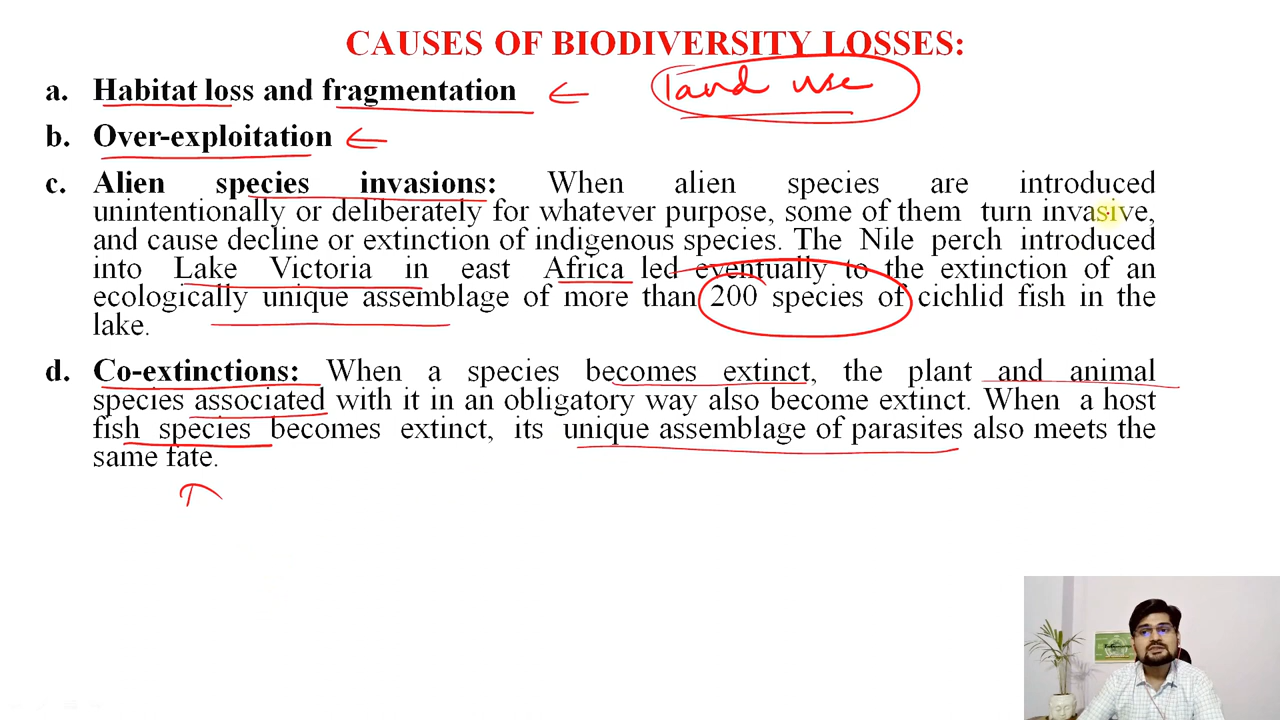 CAUSES OF BIODIVERSITY LOSSES:
a. Habitat loss and fragmentation ← land use
b. Over-exploitation ←
c. Alien species invasions: When alien species are introduced
unintentionally or deliberately for whatever purpose, some of them turn invasive,
and cause decline or extinction of indigenous species. The Nile perch introduced
into Lake Victoria in east Africa led eventually to the extinction of an
ecologically unique assemblage of more than 200 species of cichlid fish in the
lake.
d. Co-extinctions: When a species becomes extinct, the plant and animal
species associated with it in an obligatory way also become extinct. When a host
fish species becomes extinct, its unique assemblage of parasites also meets the
same fate.